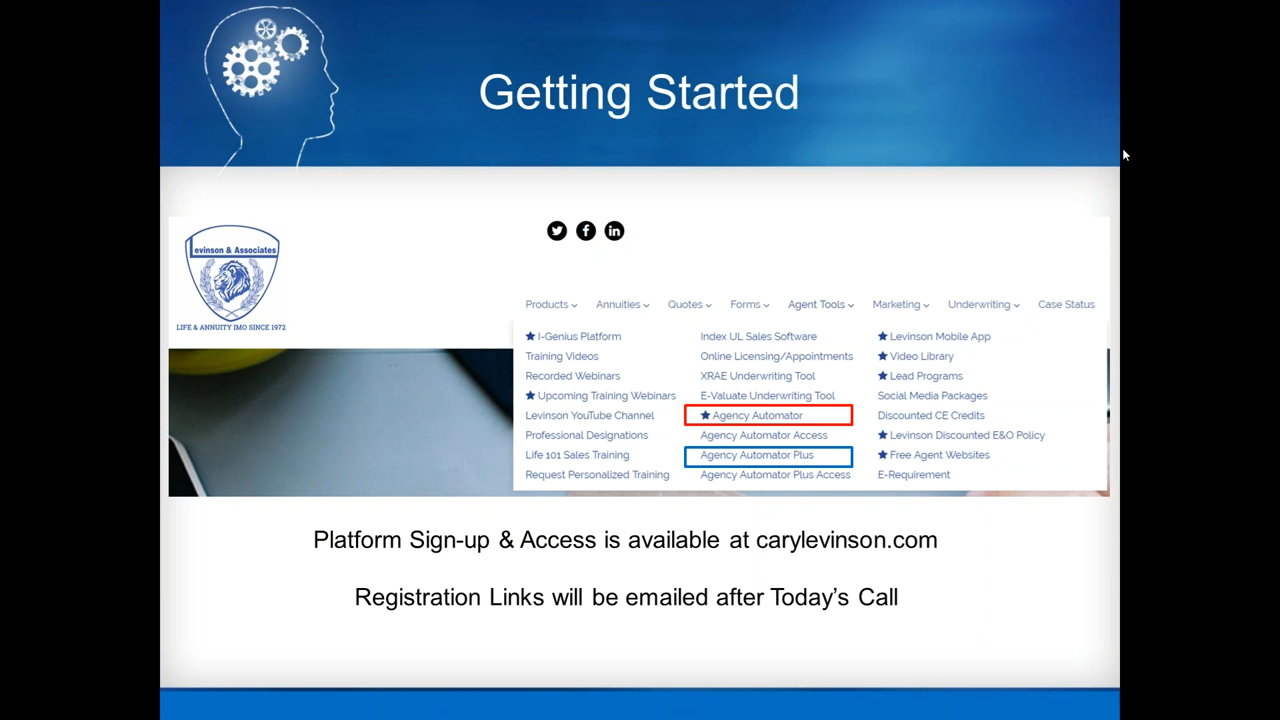 Getting Started
Levinson & Associates
LIFE & ANNUITY IMO SINCE 1972
Products Annuities Quotes Forms Agent Tools Marketing Underwriting Case Status
I-Genius Platform
Training Videos
Recorded Webinars
Upcoming Training Webinars
Levinson YouTube Channel
Professional Designations
Life 101 Sales Training
Request Personalized Training
Index UL Sales Software
Online Licensing/Appointments
XRAE Underwriting Tool
E-Valuate Underwriting Tool
Agency Automator
Agency Automator Access
Agency Automator Plus
Agency Automator Plus Access
Levinson Mobile App
Video Library
Lead Programs
Social Media Packages
Discounted CE Credits
Levinson Discounted E&O Policy
Free Agent Websites
E-Requirement
Platform Sign-up & Access is available at carylevinson.com
Registration Links will be emailed after Today’s Call